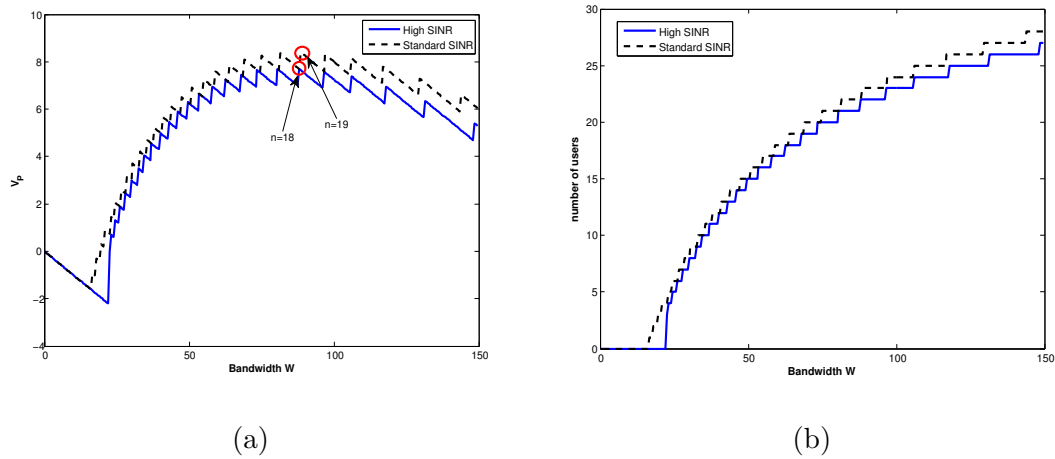 High SINR
Standard SINR
10
8
6
4
2
0
−2
−4
V_P
n=18
n=19
0
50
100
150
Bandwidth W
(a)
High SINR
Standard SINR
30
25
20
15
10
5
0
number of users
0
50
100
150
Bandwidth W
(b)